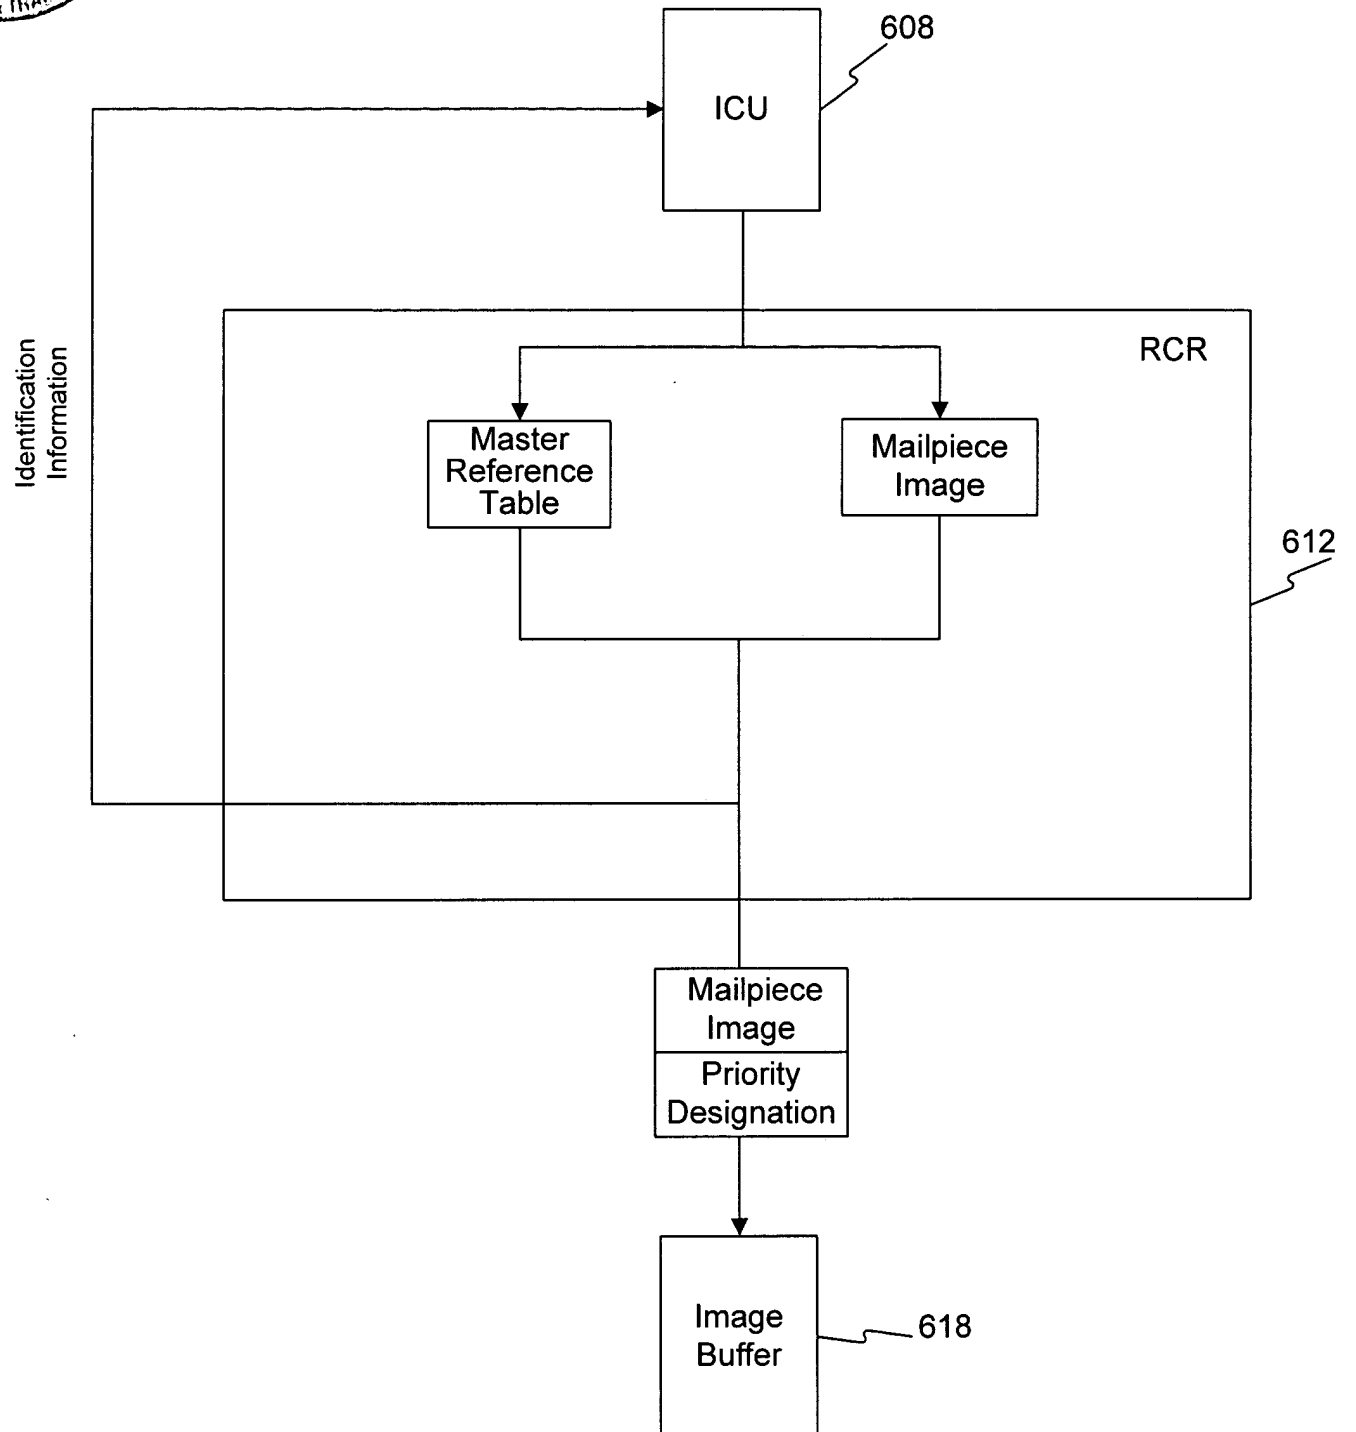 608
ICU
RCR
Identification
Information
Master
Reference
Table
Mailpiece
Image
612
Mailpiece
Image
Priority
Designation
Image
Buffer
618